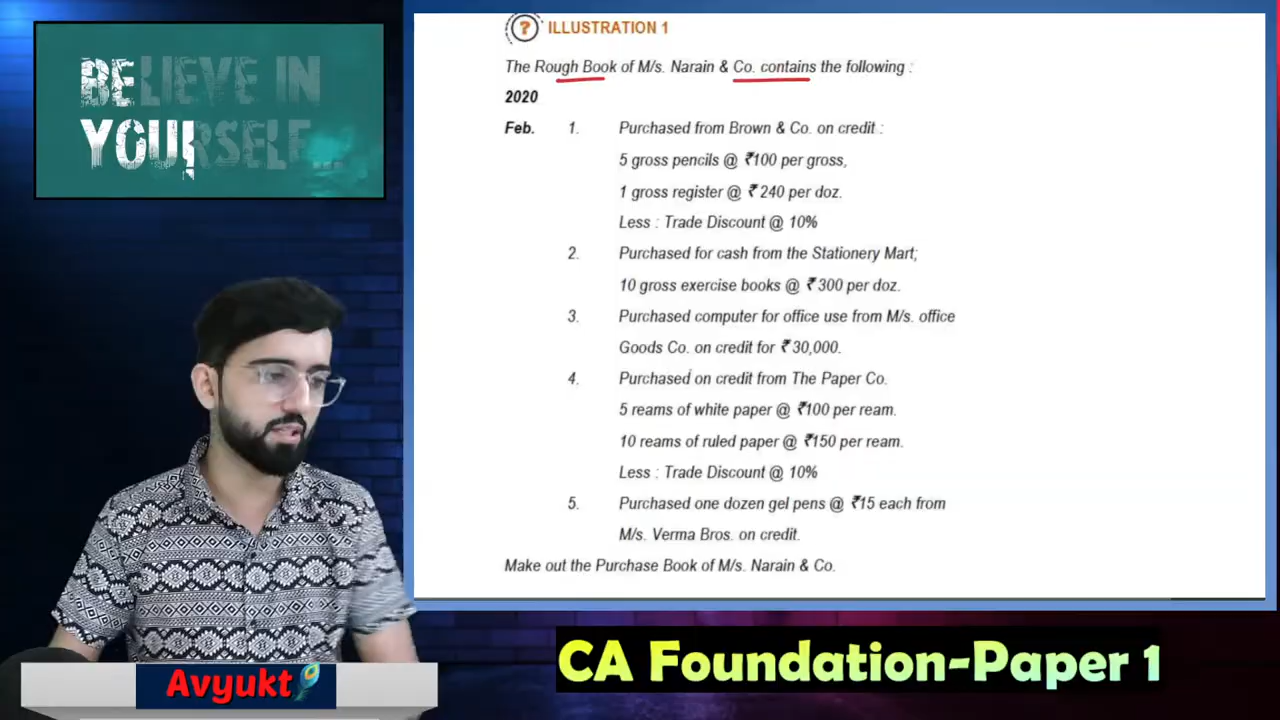 BELIEVE IN
YOURSELF...
? ILLUSTRATION 1
The Rough Book of M/s. Narain & Co. contains the following :
2020
Feb. 1. Purchased from Brown & Co. on credit :
5 gross pencils @ ₹100 per gross,
1 gross register @ ₹ 240 per doz.
Less : Trade Discount @ 10%
2. Purchased for cash from the Stationery Mart;
10 gross exercise books @ ₹ 300 per doz.
3. Purchased computer for office use from M/s. office
Goods Co. on credit for ₹ 30,000.
4. Purchased on credit from The Paper Co.
5 reams of white paper @ ₹100 per ream.
10 reams of ruled paper @ ₹150 per ream.
Less : Trade Discount @ 10%
5. Purchased one dozen gel pens @ ₹15 each from
M/s. Verma Bros. on credit.
Make out the Purchase Book of M/s. Narain & Co.
Avyukt
CA Foundation-Paper 1